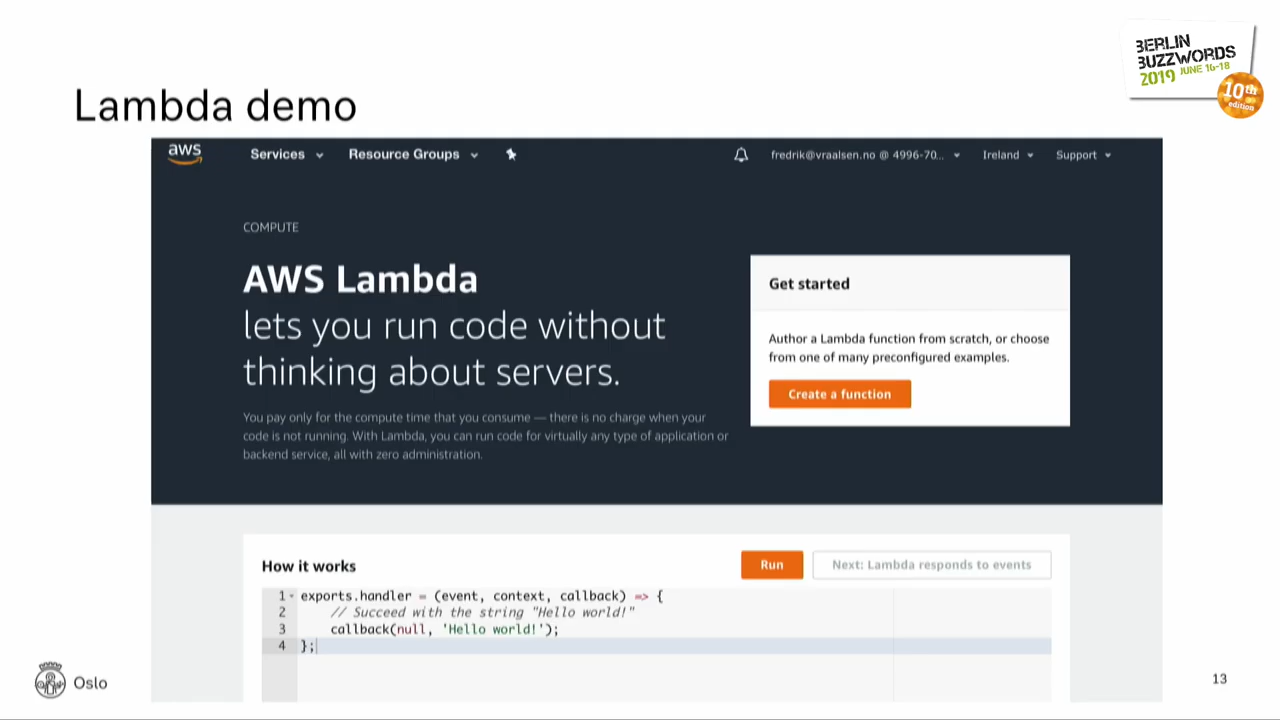 BERLIN
BUZZWORDS
2019 JUNE 16-18
10th
edition
Lambda demo
aws
Services
Resource Groups
fredrik@vraalsen.no @ 4996-70...
Ireland
Support
COMPUTE
AWS Lambda
lets you run code without
thinking about servers.
You pay only for the compute time that you consume — there is no charge when your
code is not running. With Lambda, you can run code for virtually any type of application or
backend service, all with zero administration.
Get started
Author a Lambda function from scratch, or choose
from one of many preconfigured examples.
Create a function
How it works
Run
Next: Lambda responds to events
1 exports.handler = (event, context, callback) => {
2 // Succeed with the string "Hello world!"
3 callback(null, 'Hello world!');
4 };
Oslo
13